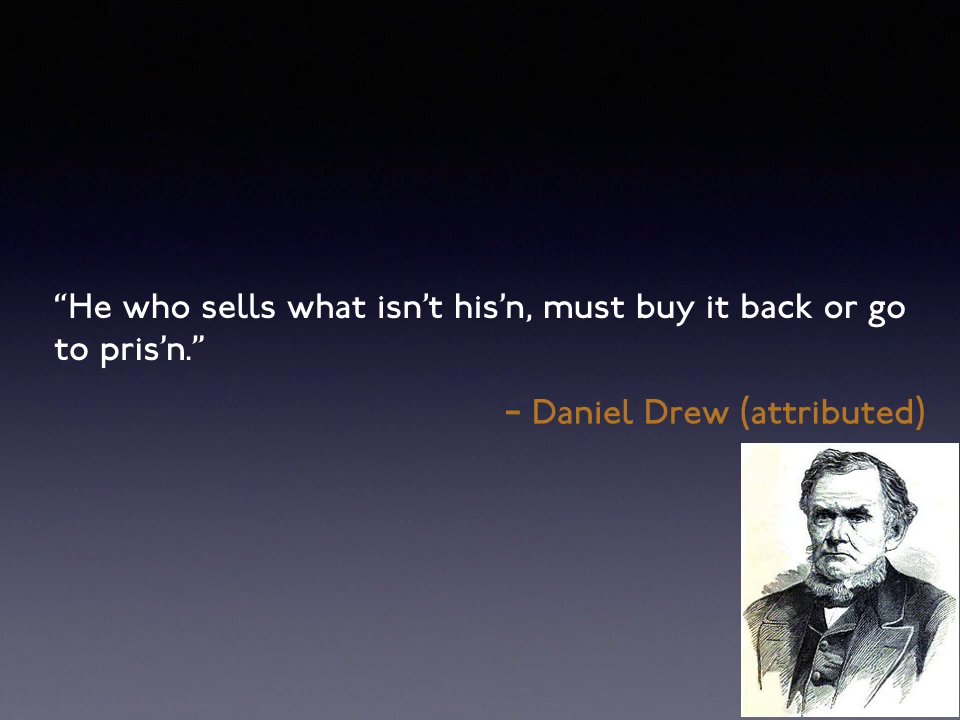 “He who sells what isn’t his’n, must buy it back or go
to pris’n.”
– Daniel Drew (attributed)